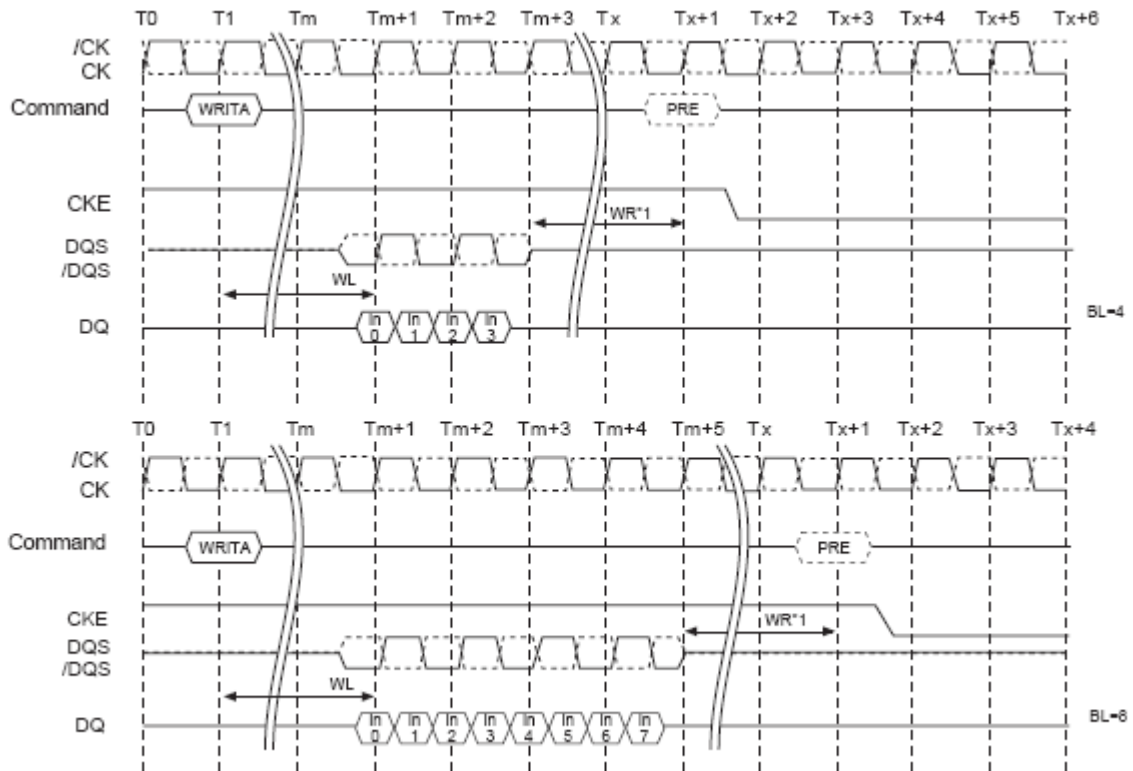 T0 T1 Tm Tm+1 Tm+2 Tm+3 Tx Tx+1 Tx+2 Tx+3 Tx+4 Tx+5 Tx+6
/CK
CK
Command WRITA PRE
CKE
WR*1
DQS
/DQS
WL
DQ In 0 In 1 In 2 In 3
BL=4
T0 T1 Tm Tm+1 Tm+2 Tm+3 Tm+4 Tm+5 Tx Tx+1 Tx+2 Tx+3 Tx+4
/CK
CK
Command WRITA PRE
CKE
WR*1
DQS
/DQS
WL
DQ In 0 In 1 In 2 In 3 In 4 In 5 In 6 In 7
BL=8